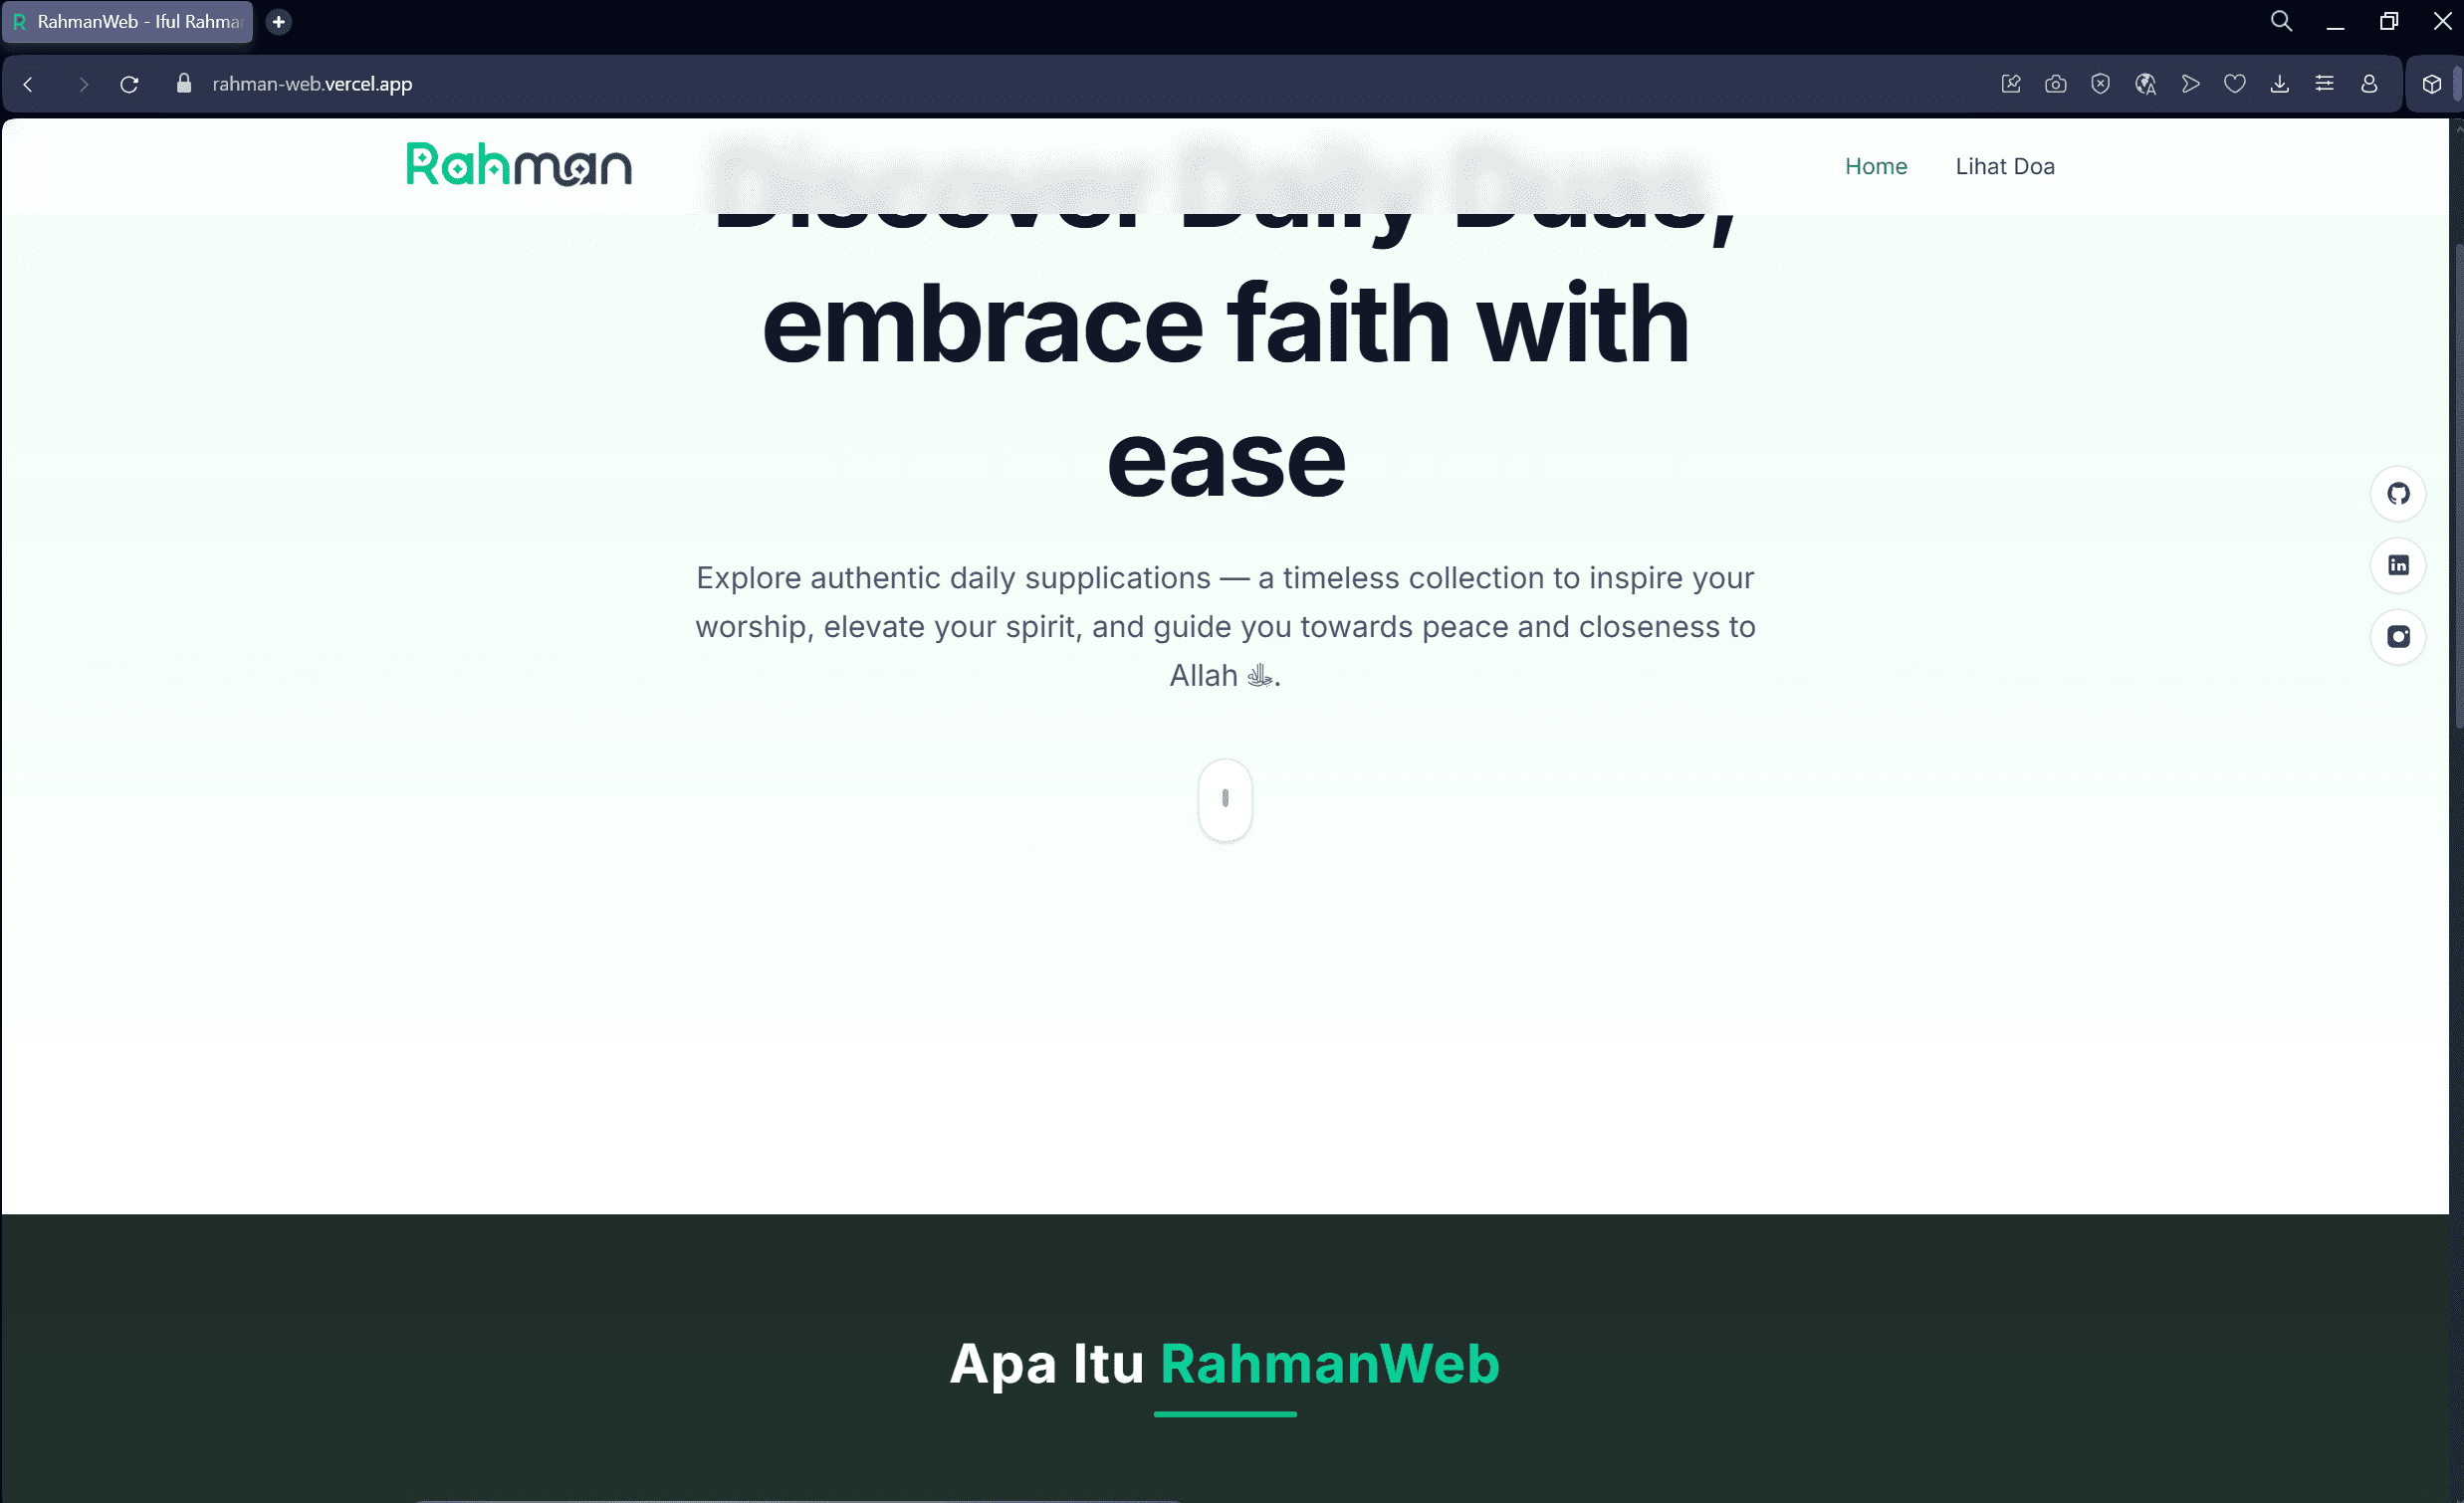 RahmanWeb - Iful Rahma
rahman-web.vercel.app
Rahman
Home
Lihat Doa
Discover Daily Duas,
embrace faith with
ease
Explore authentic daily supplications — a timeless collection to inspire your
worship, elevate your spirit, and guide you towards peace and closeness to
Allah ﷻ.
Apa Itu RahmanWeb